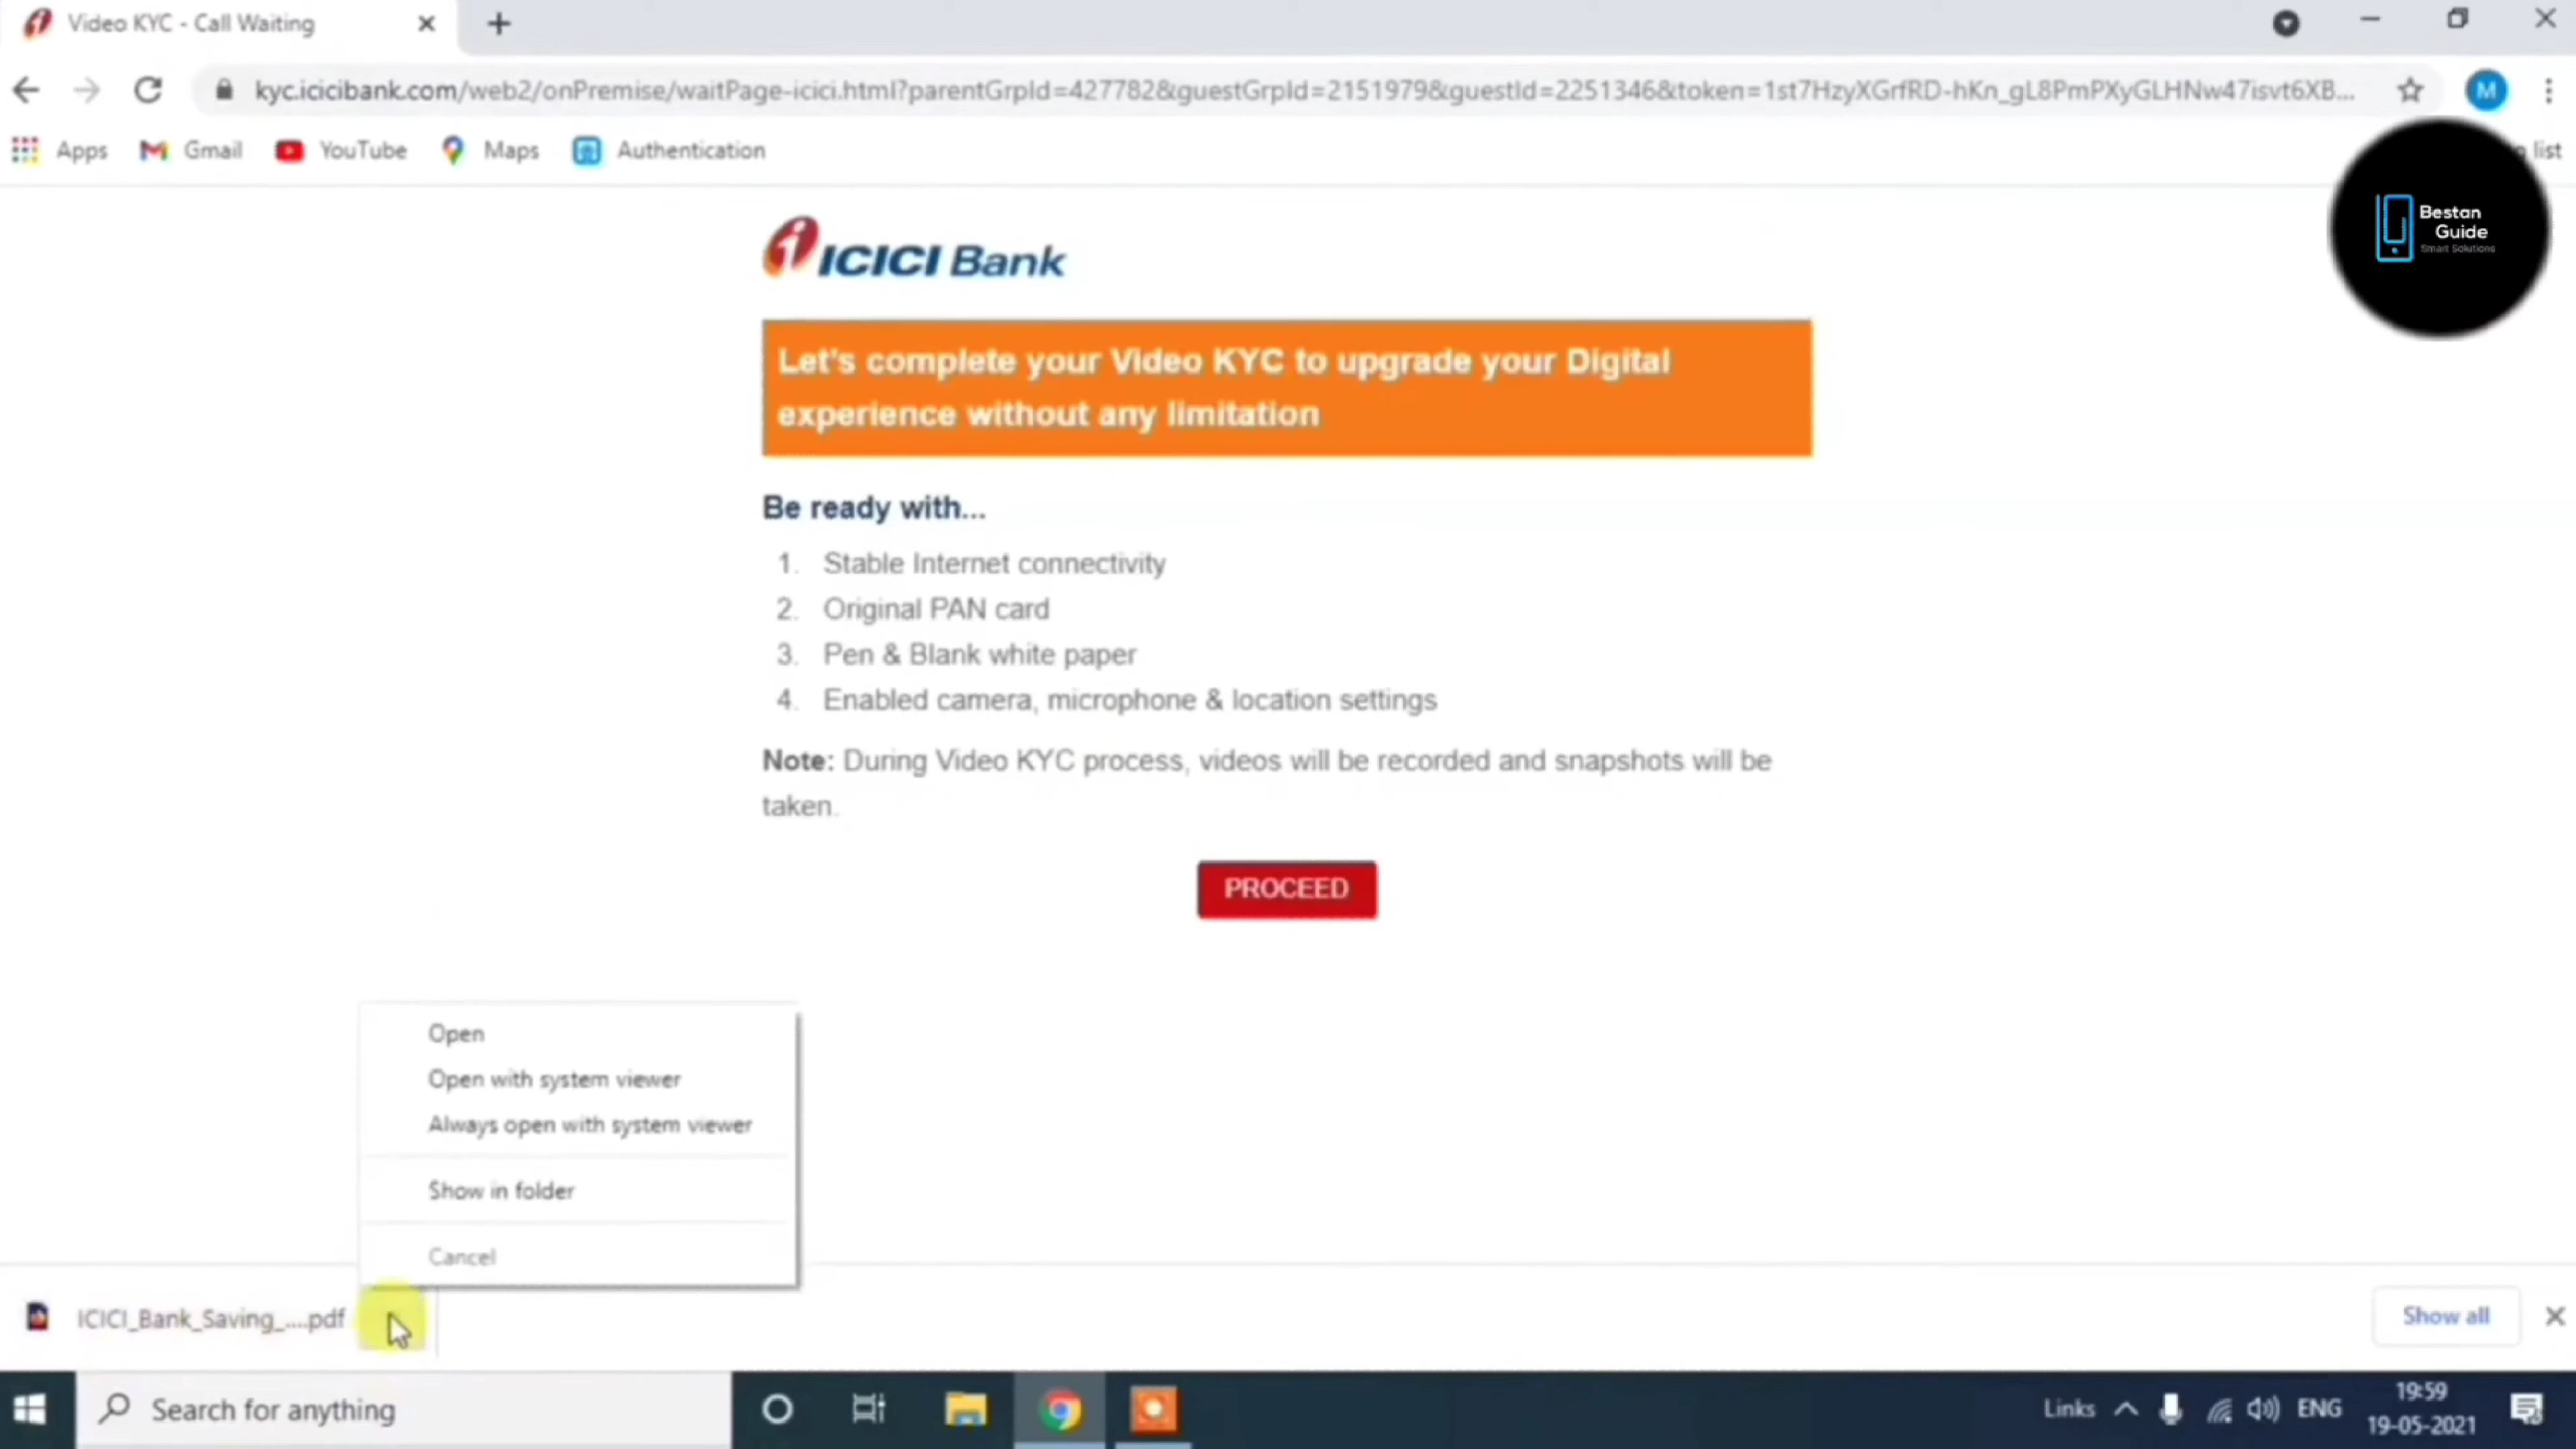 Video KYC - Call Waiting
kyc.icicibank.com/web2/onPremise/waitPage-icici.html?parentGrpId=427782&guestGrpId=2151979&guestId=2251346&token=1st7HzyXGrfRD-hKn_gL8PmPXyGLHNw47isvt6XB...
M
Apps Gmail YouTube Maps Authentication list
Bestan
Guide
Smart Solutions
ICICI Bank
Let's complete your Video KYC to upgrade your Digital
experience without any limitation
Be ready with...
1. Stable Internet connectivity
2. Original PAN card
3. Pen & Blank white paper
4. Enabled camera, microphone & location settings
Note: During Video KYC process, videos will be recorded and snapshots will be
taken.
PROCEED
Open
Open with system viewer
Always open with system viewer
Show in folder
Cancel
ICICI_Bank_Saving_....pdf
Show all
Search for anything
Links
ENG
19:59
19-05-2021